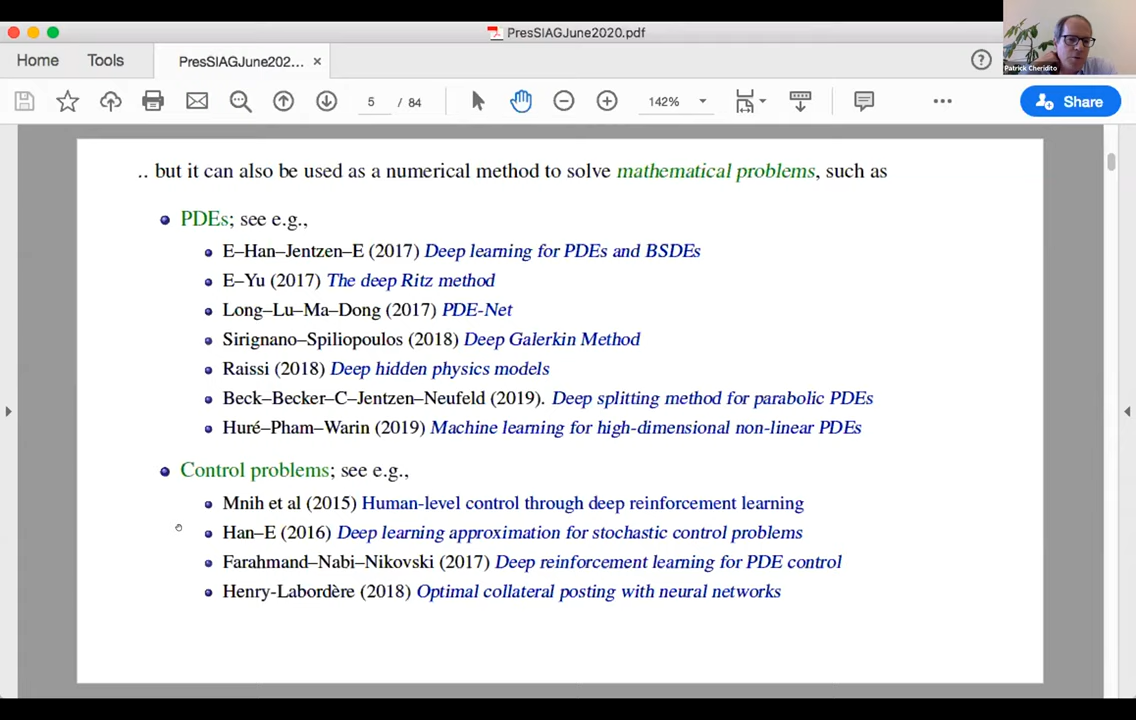 PresSIAGJune2020.pdf
Patrick Cheridito
Home
Tools
PresSIAGJune202... ×
5 / 84
142%
Share
.. but it can also be used as a numerical method to solve mathematical problems, such as
PDEs; see e.g.,
E–Han–Jentzen–E (2017) Deep learning for PDEs and BSDEs
E–Yu (2017) The deep Ritz method
Long–Lu–Ma–Dong (2017) PDE-Net
Sirignano–Spiliopoulos (2018) Deep Galerkin Method
Raissi (2018) Deep hidden physics models
Beck–Becker–C–Jentzen–Neufeld (2019). Deep splitting method for parabolic PDEs
Huré–Pham–Warin (2019) Machine learning for high-dimensional non-linear PDEs
Control problems; see e.g.,
Mnih et al (2015) Human-level control through deep reinforcement learning
Han–E (2016) Deep learning approximation for stochastic control problems
Farahmand–Nabi–Nikovski (2017) Deep reinforcement learning for PDE control
Henry-Labordère (2018) Optimal collateral posting with neural networks